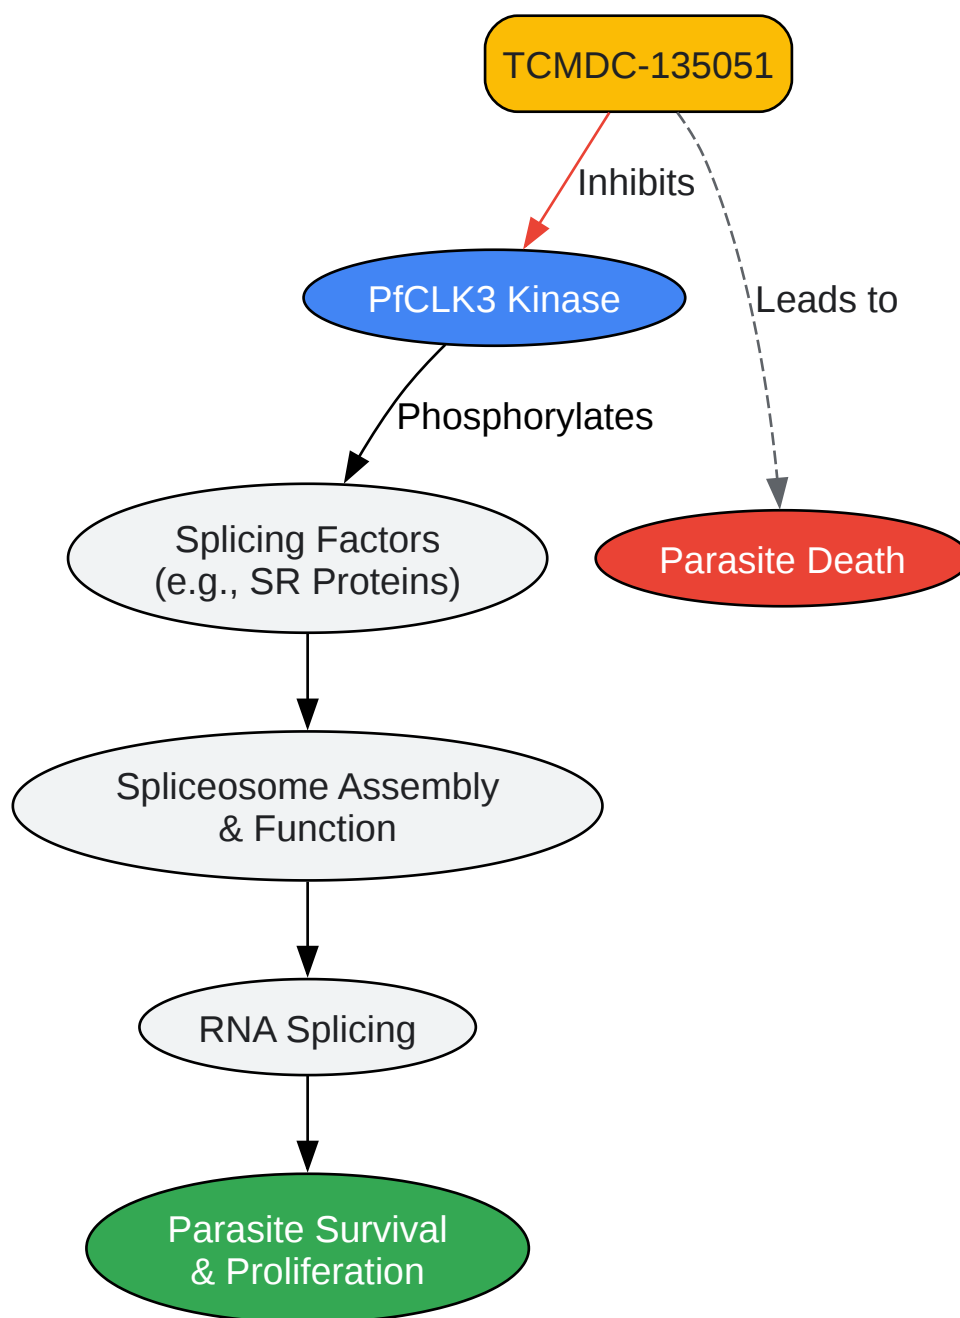 TCMDC-135051
Inhibits
PfCLK3 Kinase
Leads to
Phosphorylates
Splicing Factors
(e.g., SR Proteins)
Parasite Death
Spliceosome Assembly
& Function
RNA Splicing
Parasite Survival
& Proliferation